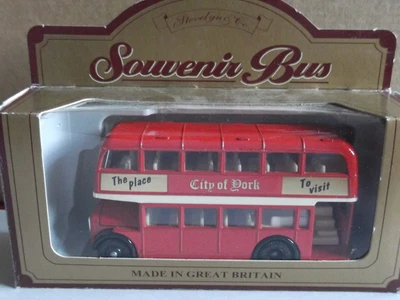 Souvenir Bus
The place
City of York
To visit
MADE IN GREAT BRITAIN